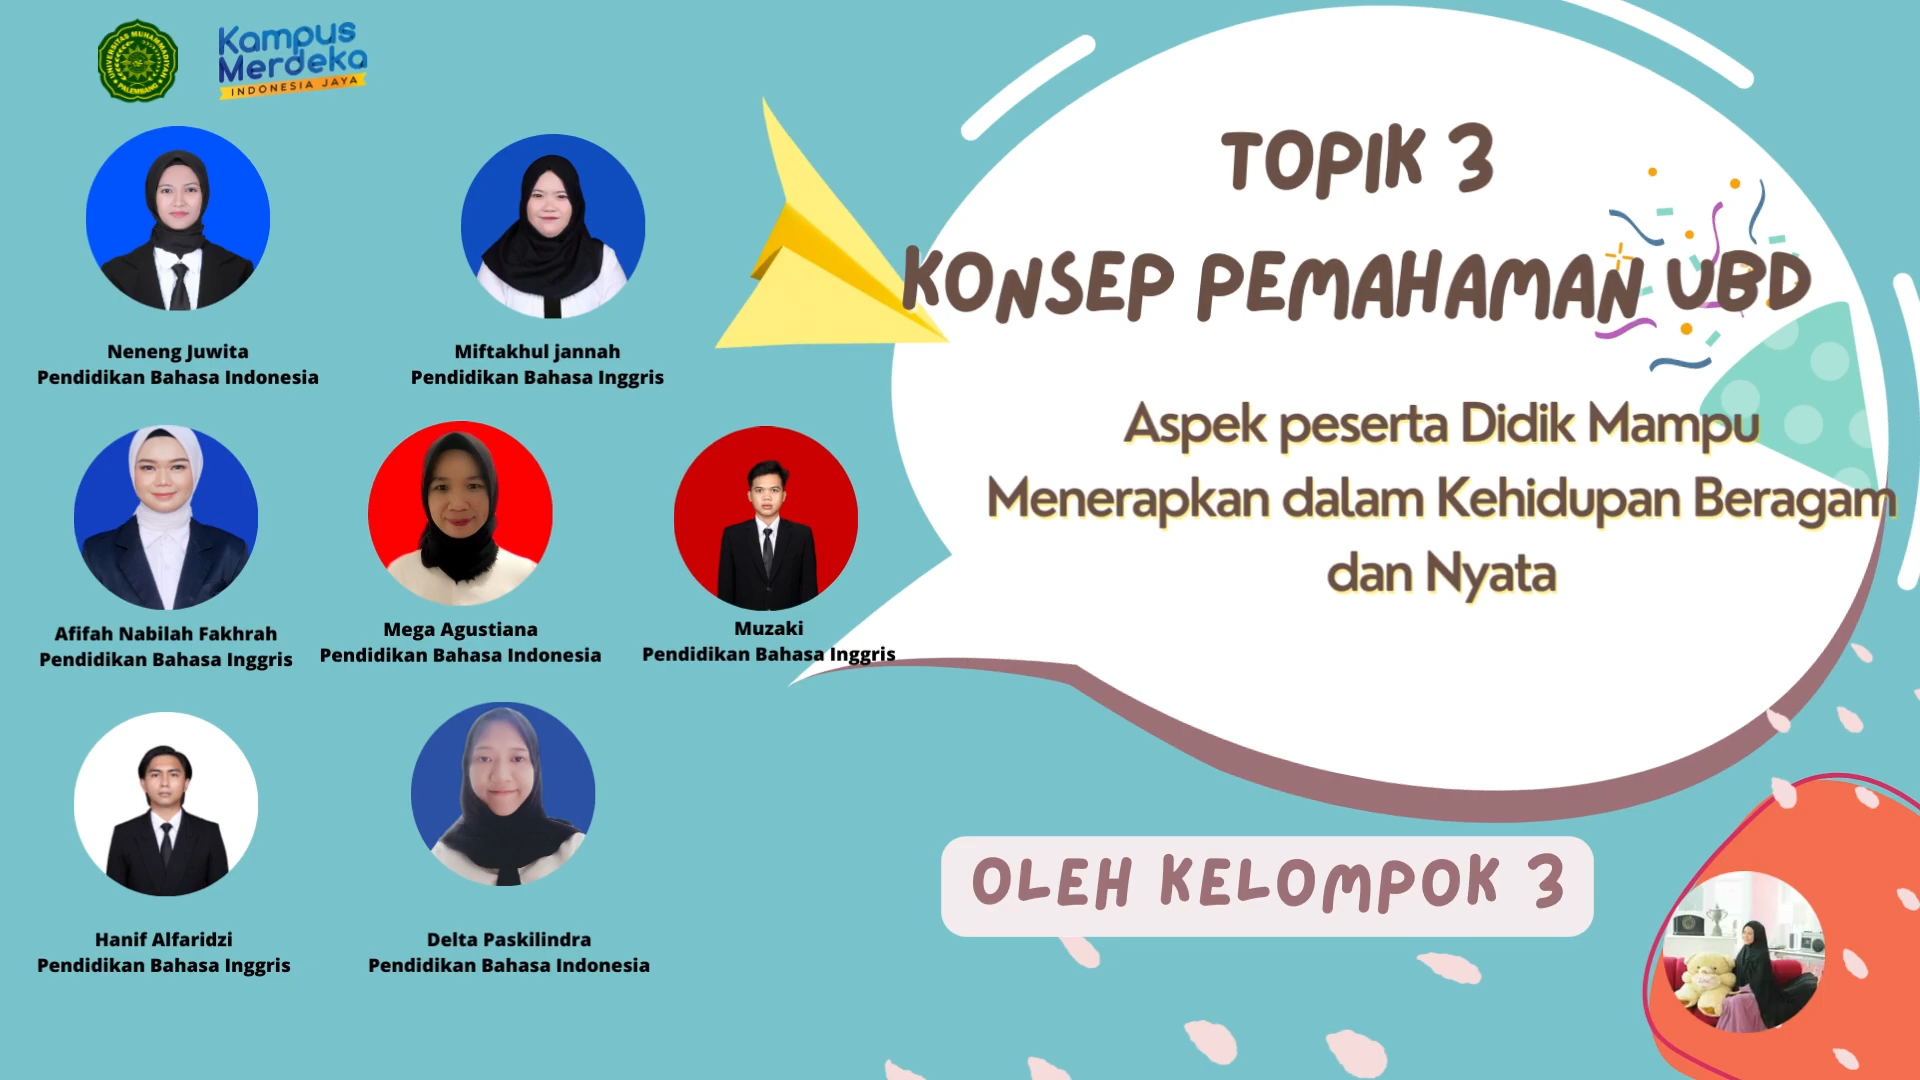 UNIVERSITAS MUHAMMADIYAH
PALEMBANG
Kampus
Merdeka
INDONESIA JAYA
Neneng Juwita
Pendidikan Bahasa Indonesia
Miftakhul jannah
Pendidikan Bahasa Inggris
Afifah Nabilah Fakhrah
Pendidikan Bahasa Inggris
Mega Agustiana
Pendidikan Bahasa Indonesia
Muzaki
Pendidikan Bahasa Inggris
Hanif Alfaridzi
Pendidikan Bahasa Inggris
Delta Paskilindra
Pendidikan Bahasa Indonesia
TOPIK 3
KONSEP PEMAHAMAN UBD
Aspek peserta Didik Mampu
Menerapkan dalam Kehidupan Beragam
dan Nyata
OLEH KELOMPOK 3